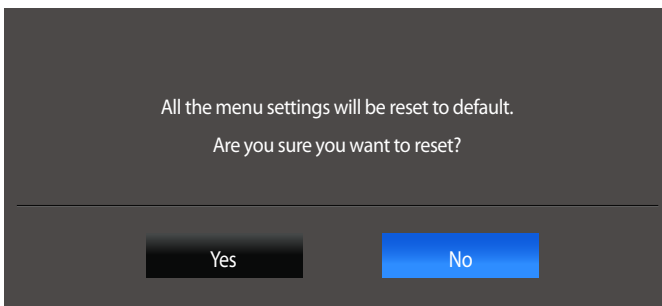 All the menu settings will be reset to default.
Are you sure you want to reset?
Yes No